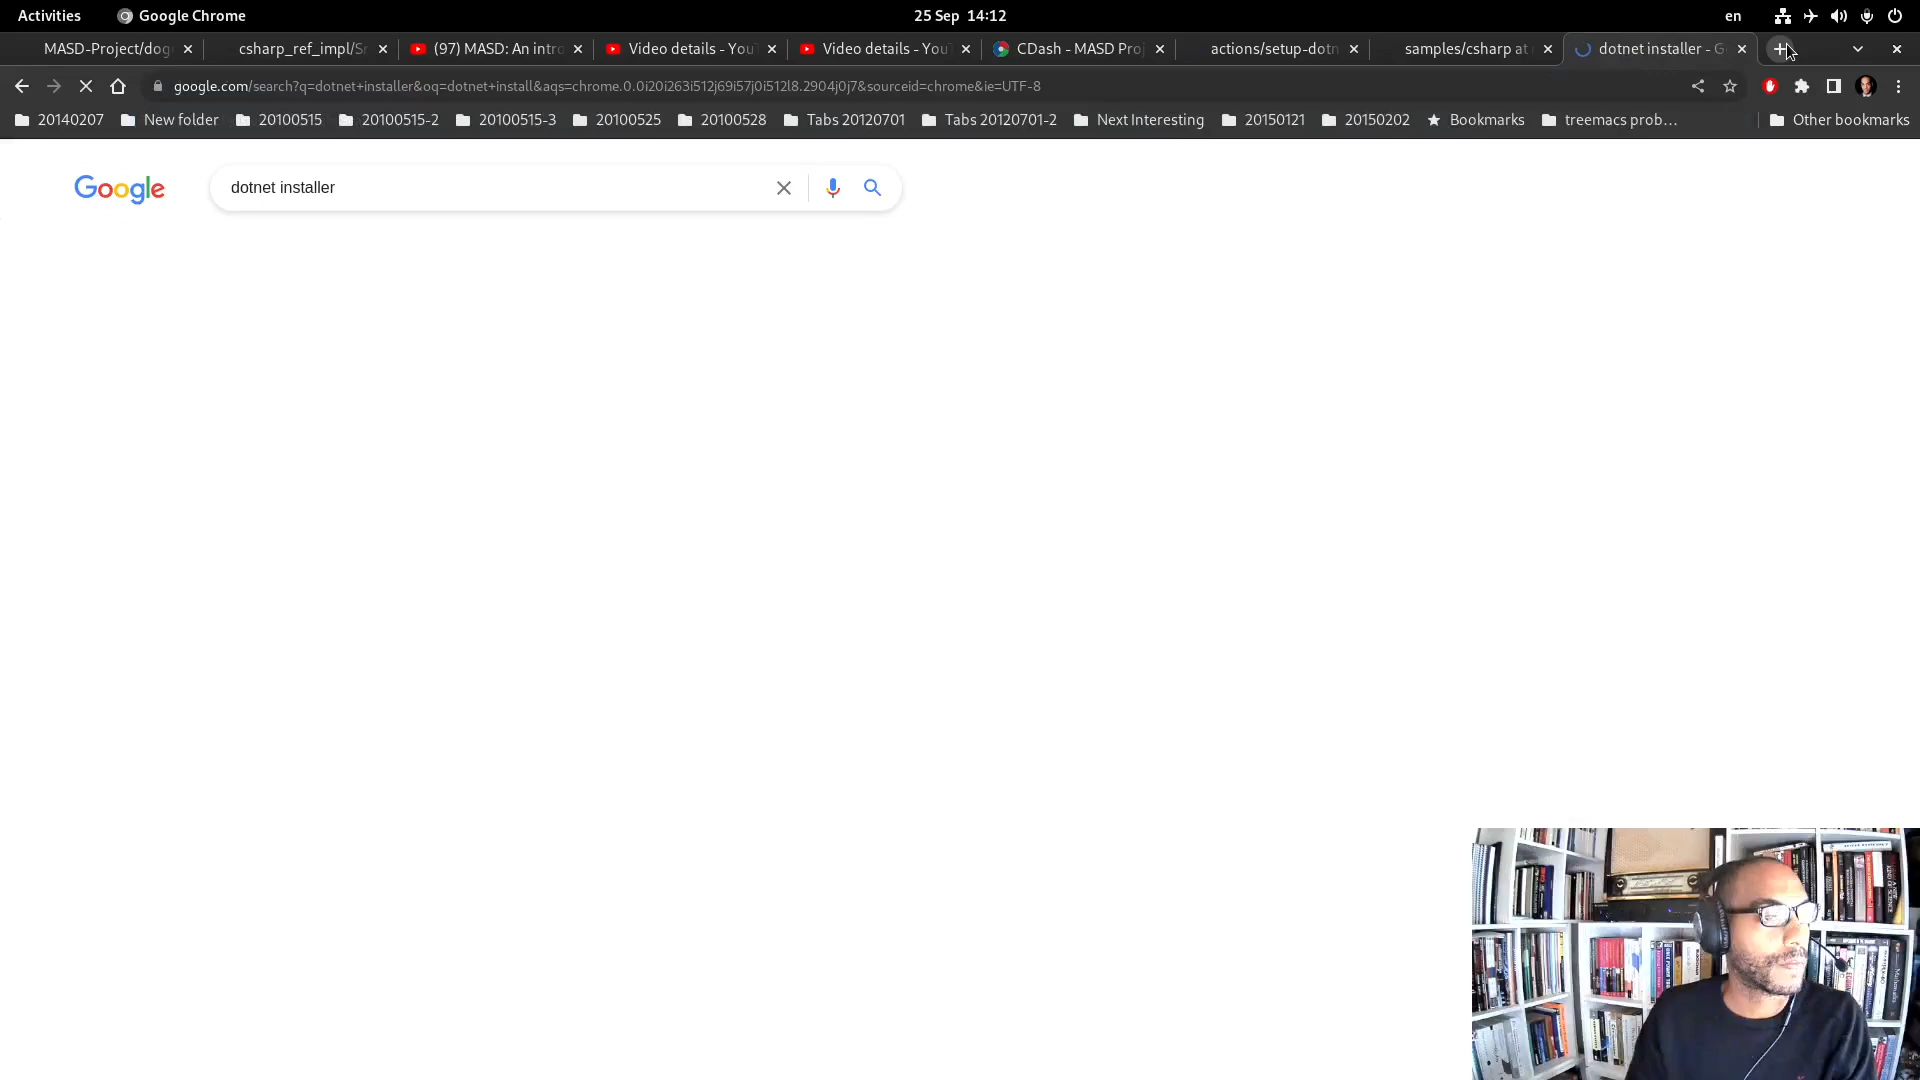 Activities Google Chrome 25 Sep 14:12 en
MASD-Project/dog csharp_ref_impl/Sr (97) MASD: An intro Video details - YouT Video details - YouT CDash - MASD Proj actions/setup-dotn samples/csharp at dotnet installer - G
google.com/search?q=dotnet+installer&oq=dotnet+install&aqs=chrome.0.0i20i263i512j69i57j0i512l8.2904j0j7&sourceid=chrome&ie=UTF-8
20140207 New folder 20100515 20100515-2 20100515-3 20100525 20100528 Tabs 20120701 Tabs 20120701-2 Next Interesting 20150121 20150202 Bookmarks treemacs prob... Other bookmarks
Google dotnet installer